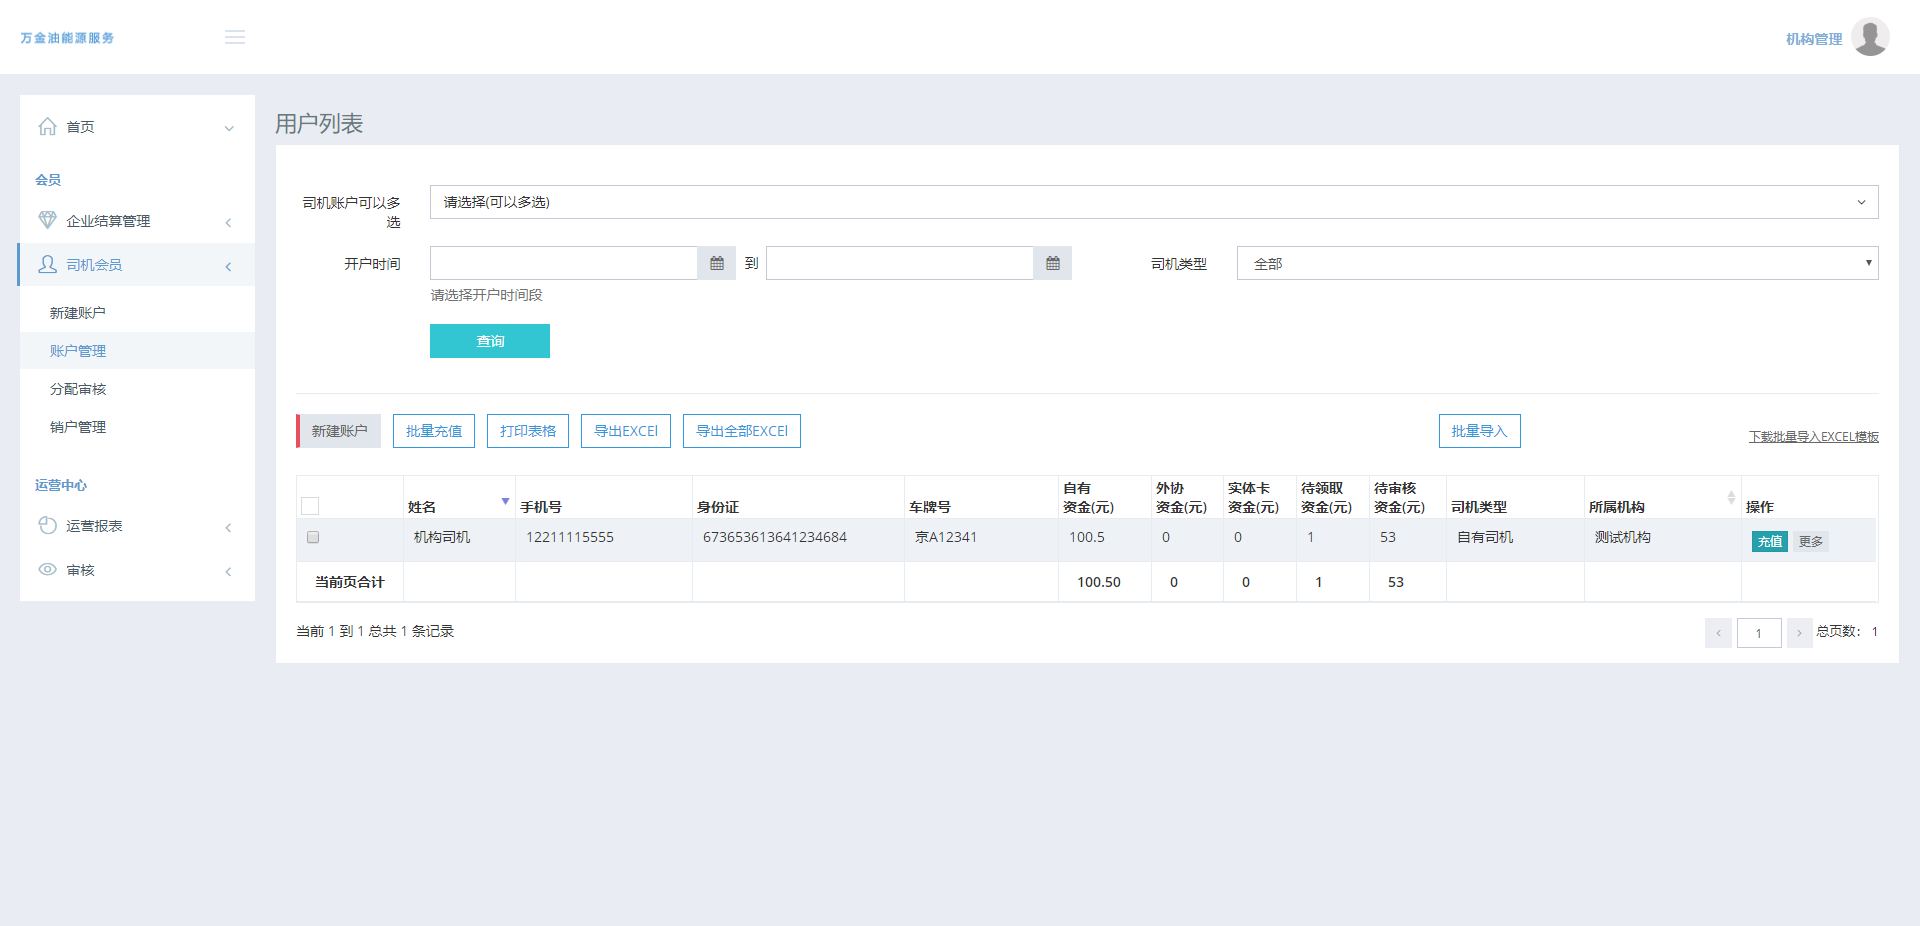 万金油能源服务
机构管理
首页
会员
企业结算管理
司机会员
新建账户
账户管理
分配审核
销户管理
运营中心
运营报表
审核
用户列表
司机账户可以多
选
请选择(可以多选)
开户时间
到
司机类型
全部
请选择开户时间段
查询
新建账户
批量充值
打印表格
导出EXCEl
导出全部EXCEl
批量导入
下载批量导入EXCEL模板
姓名
手机号
身份证
车牌号
自有
资金(元)
外协
资金(元)
实体卡
资金(元)
待领取
资金(元)
待审核
资金(元)
司机类型
所属机构
操作
机构司机
12211115555
673653613641234684
京A12341
100.5
0
0
1
53
自有司机
测试机构
充值
更多
当前页合计
100.50
0
0
1
53
当前 1 到 1 总共 1 条记录
1
总页数： 1